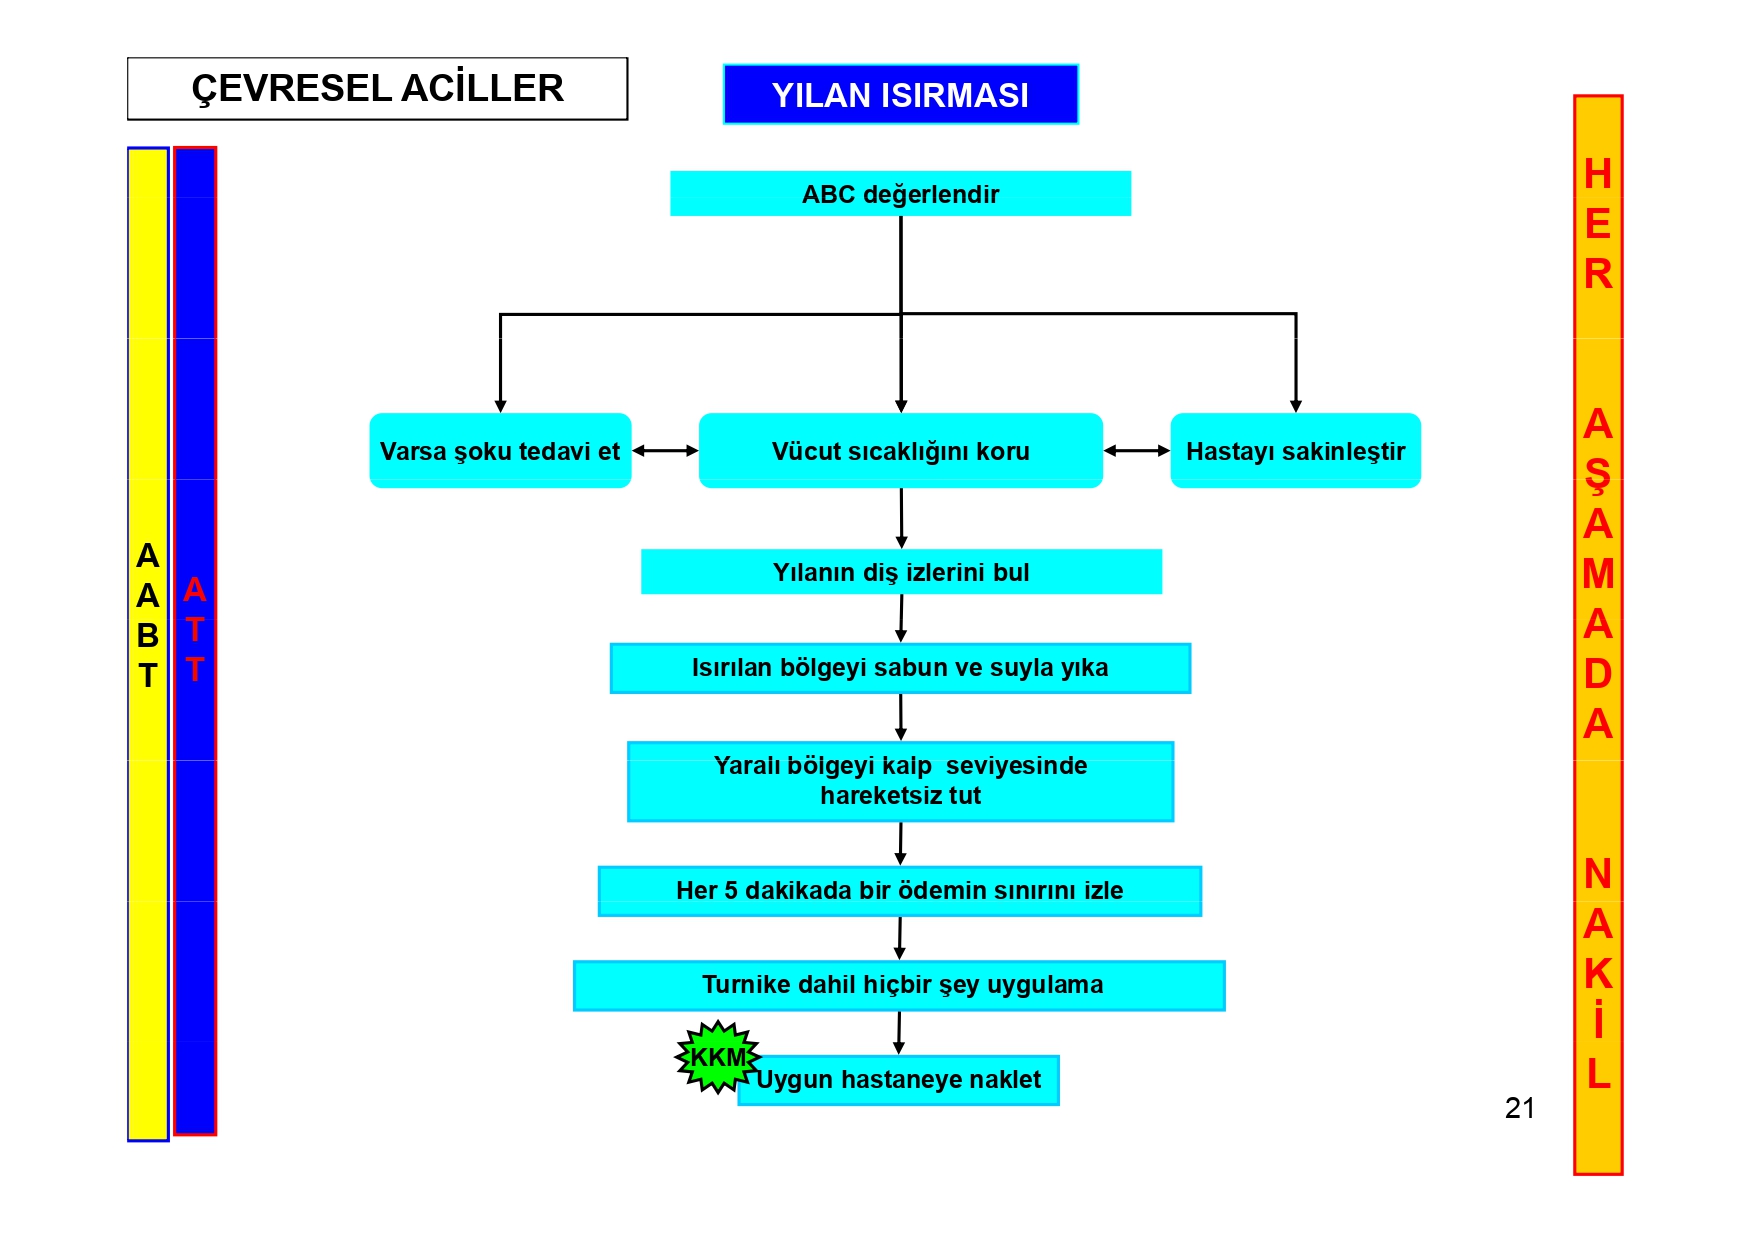 ÇEVRESEL ACİLLER
YILAN ISIRMASI
ABC değerlendir
Varsa şoku tedavi et
Vücut sıcaklığını koru
Hastayı sakinleştir
Yılanın diş izlerini bul
Isırılan bölgeyi sabun ve suyla yıka
Yaralı bölgeyi kalp  seviyesinde
hareketsiz tut
Her 5 dakikada bir ödemin sınırını izle
Turnike dahil hiçbir şey uygulama
KKM
Uygun hastaneye naklet
AABT
ATT
HER AŞAMADA NAKİL
21